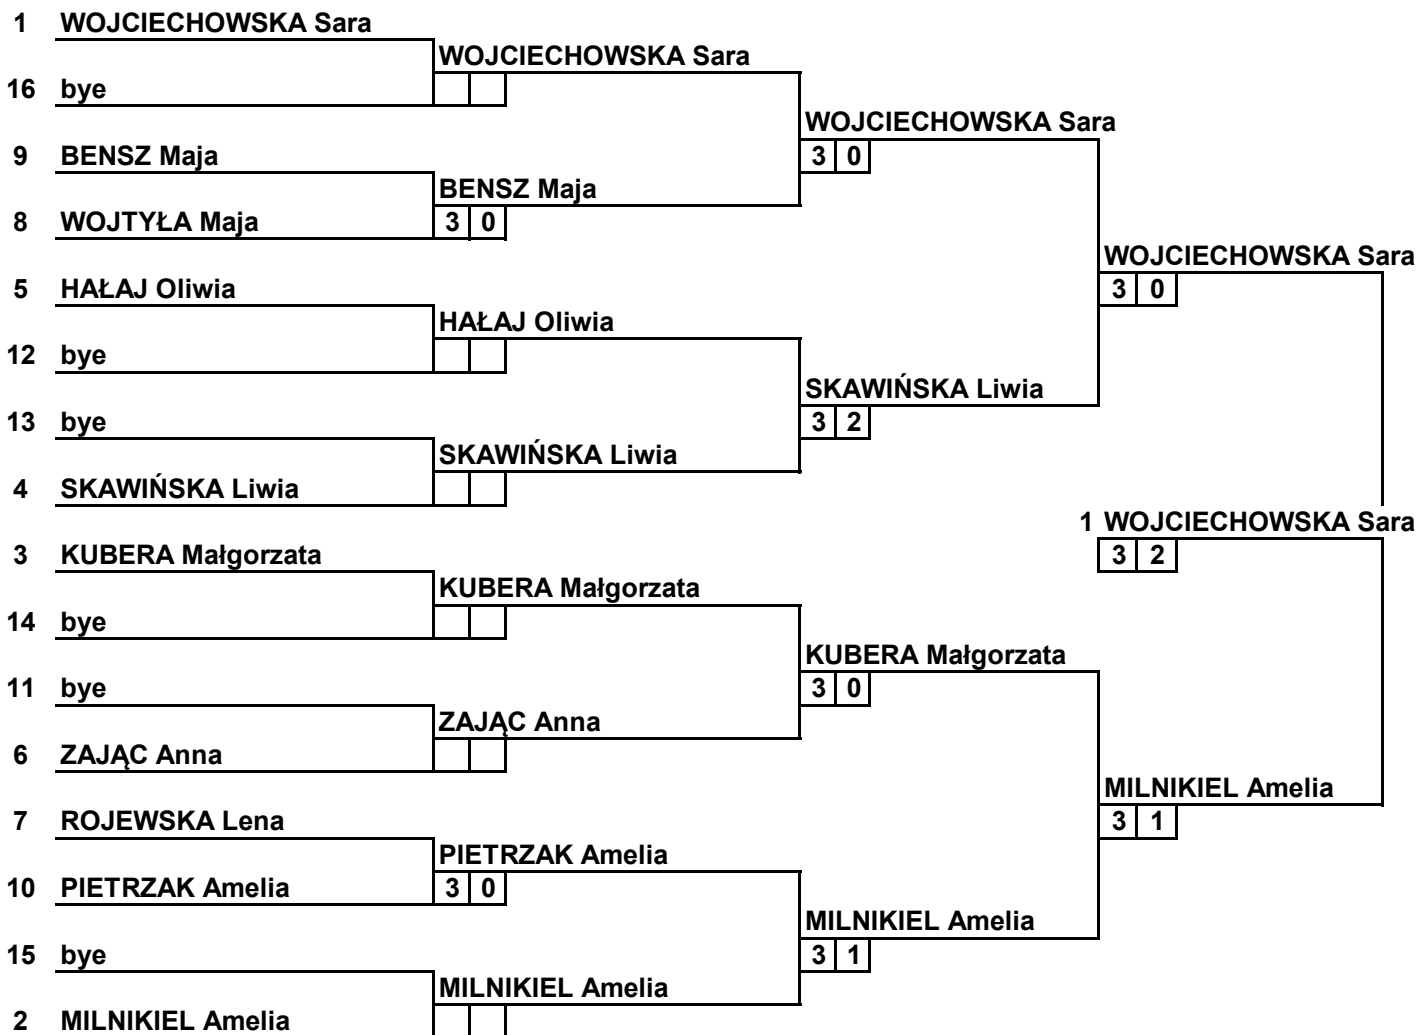 1 WOJCIECHOWSKA Sara
WOJCIECHOWSKA Sara
16 bye
WOJCIECHOWSKA Sara
9 BENSZ Maja
3 0
BENSZ Maja
8 WOJTYŁA Maja
3 0
WOJCIECHOWSKA Sara
5 HAŁAJ Oliwia
3 0
HAŁAJ Oliwia
12 bye
SKAWIŃSKA Liwia
13 bye
3 2
SKAWIŃSKA Liwia
4 SKAWIŃSKA Liwia
1 WOJCIECHOWSKA Sara
3 KUBERA Małgorzata
3 2
KUBERA Małgorzata
14 bye
KUBERA Małgorzata
11 bye
3 0
ZAJĄC Anna
6 ZAJĄC Anna
MILNIKIEL Amelia
7 ROJEWSKA Lena
3 1
PIETRZAK Amelia
10 PIETRZAK Amelia
3 0
MILNIKIEL Amelia
15 bye
3 1
MILNIKIEL Amelia
2 MILNIKIEL Amelia